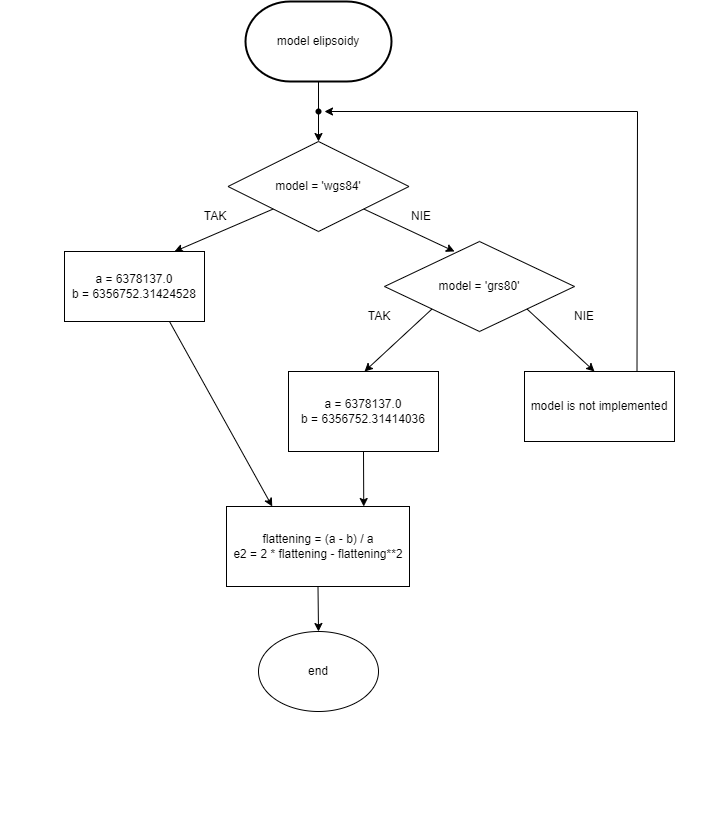 model elipsoidy
model = 'wgs84'
TAK
NIE
a = 6378137.0
b = 6356752.31424528
model = 'grs80'
TAK
NIE
a = 6378137.0
b = 6356752.31414036
model is not implemented
flattening = (a - b) / a
e2 = 2 * flattening - flattening**2
end